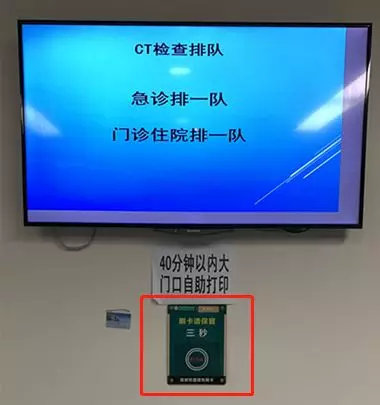 CT检查排队
急诊排一队
门诊住院排一队
40分钟以内大
门口自助打印
刷卡请保留
三秒